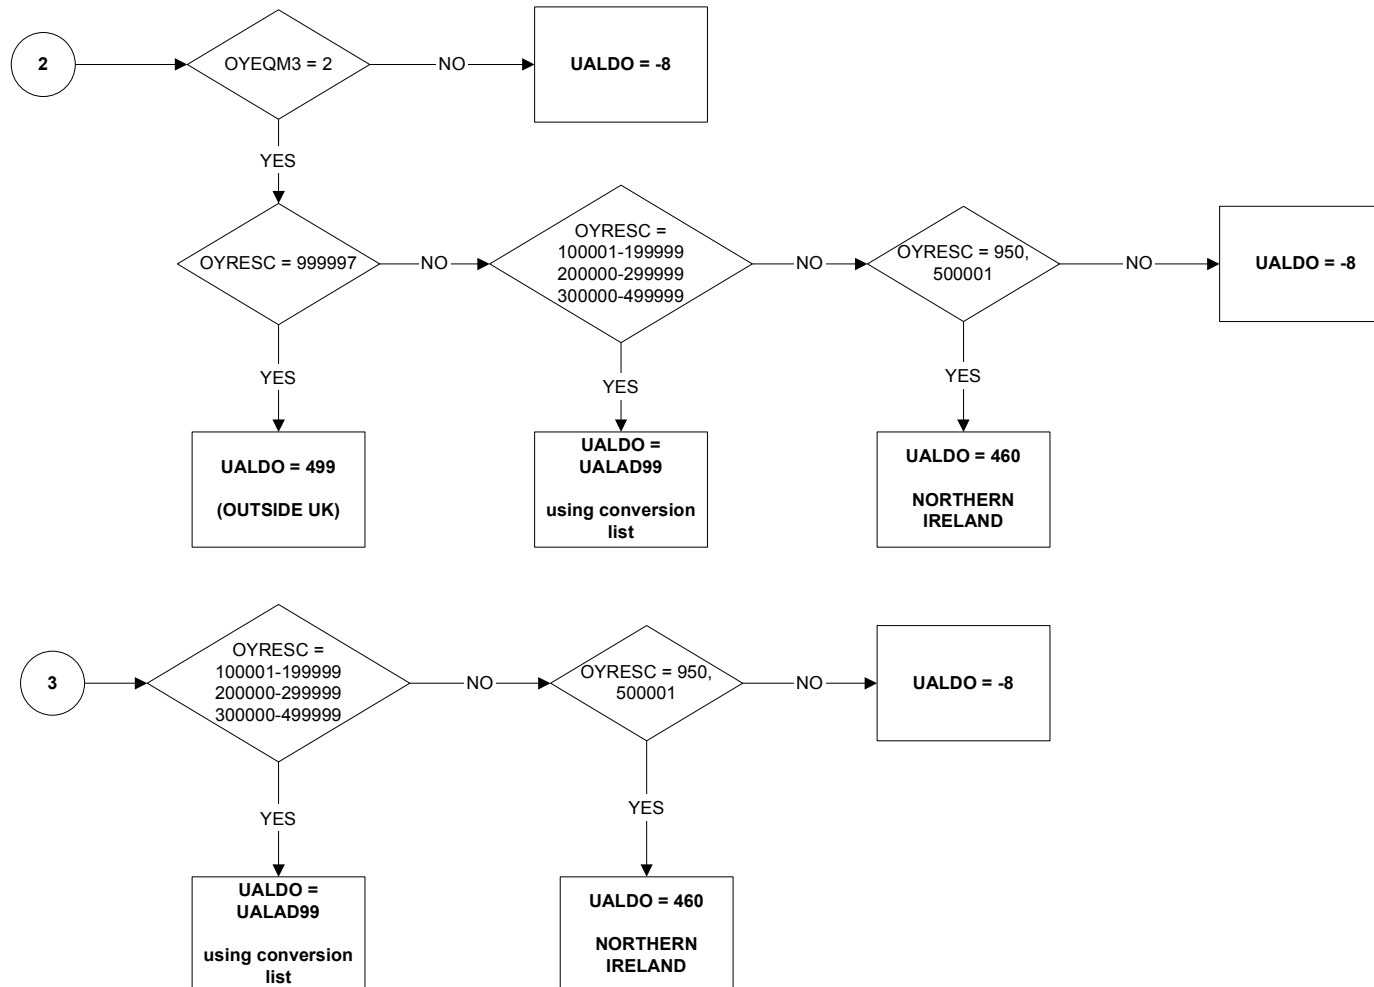 2
OYEQM3 = 2
NO
UALDO = -8
YES
OYRESC = 999997
NO
OYRESC =
100001-199999
200000-299999
300000-499999
NO
OYRESC = 950,
500001
NO
UALDO = -8
YES
YES
YES
UALDO = 499
(OUTSIDE UK)
UALDO =
UALAD99
using conversion
list
UALDO = 460
NORTHERN
IRELAND
3
OYRESC =
100001-199999
200000-299999
300000-499999
NO
OYRESC = 950,
500001
NO
UALDO = -8
YES
YES
UALDO =
UALAD99
using conversion
list
UALDO = 460
NORTHERN
IRELAND